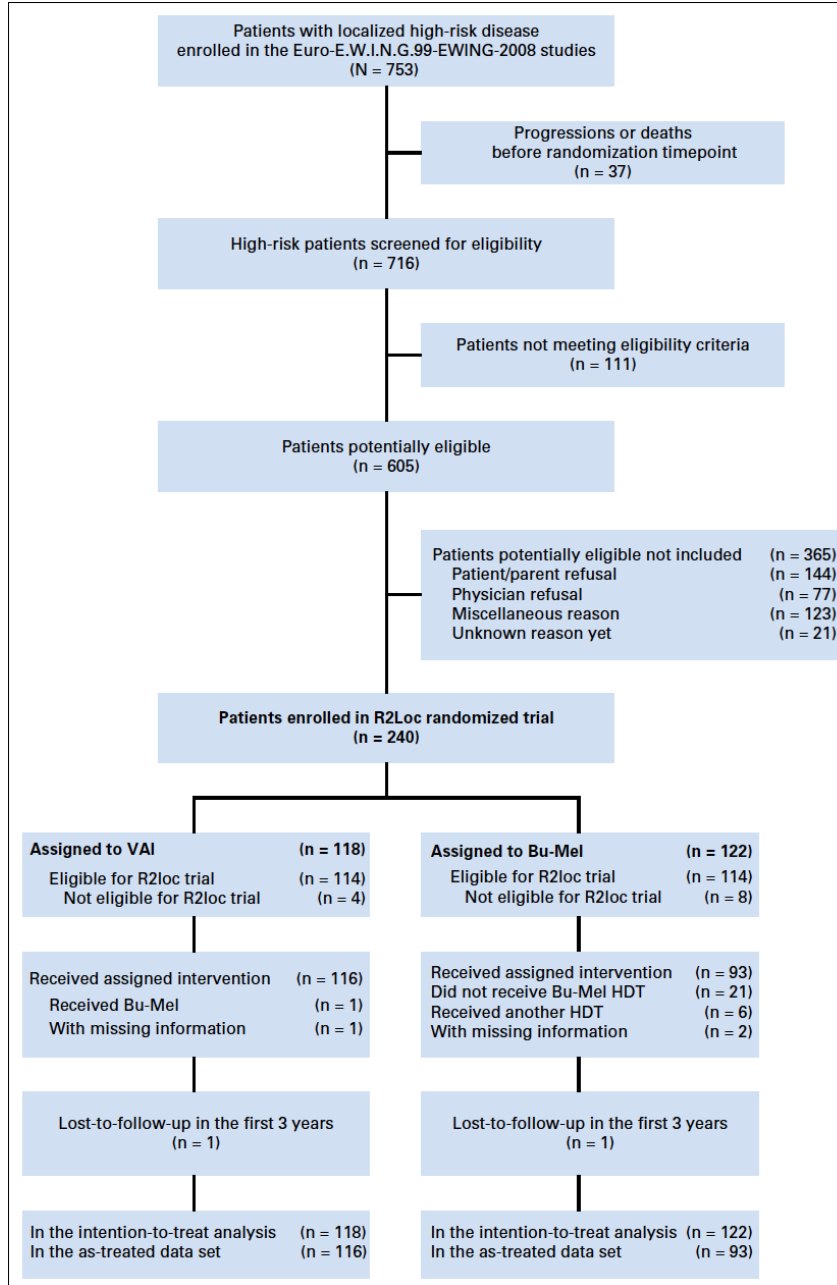 Patients with localized high-risk disease
enrolled in the Euro-E.W.I.N.G.99-EWING-2008 studies
(N = 753)
Progressions or deaths
before randomization timepoint
(n = 37)
High-risk patients screened for eligibility
(n = 716)
Patients not meeting eligibility criteria
(n = 111)
Patients potentially eligible
(n = 605)
Patients potentially eligible not included (n = 365)
Patient/parent refusal (n = 144)
Physician refusal (n = 77)
Miscellaneous reason (n = 123)
Unknown reason yet (n = 21)
Patients enrolled in R2Loc randomized trial
(n = 240)
Assigned to VAI (n = 118)
Eligible for R2loc trial (n = 114)
Not eligible for R2loc trial (n = 4)
Assigned to Bu-Mel (n = 122)
Eligible for R2loc trial (n = 114)
Not eligible for R2loc trial (n = 8)
Received assigned intervention (n = 116)
Received Bu-Mel (n = 1)
With missing information (n = 1)
Received assigned intervention (n = 93)
Did not receive Bu-Mel HDT (n = 21)
Received another HDT (n = 6)
With missing information (n = 2)
Lost-to-follow-up in the first 3 years
(n = 1)
Lost-to-follow-up in the first 3 years
(n = 1)
In the intention-to-treat analysis (n = 118)
In the as-treated data set (n = 116)
In the intention-to-treat analysis (n = 122)
In the as-treated data set (n = 93)